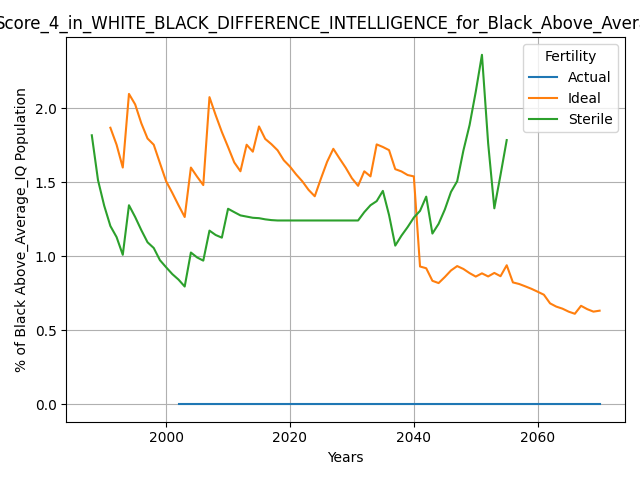 Score_4_in_WHITE_BLACK_DIFFERENCE_INTELLIGENCE_for_Black_Above_Aver
Fertility
Actual
Ideal
Sterile
% of Black Above_Average_IQ Population
2.0
1.5
1.0
0.5
0.0
2000
2020
2040
2060
Years